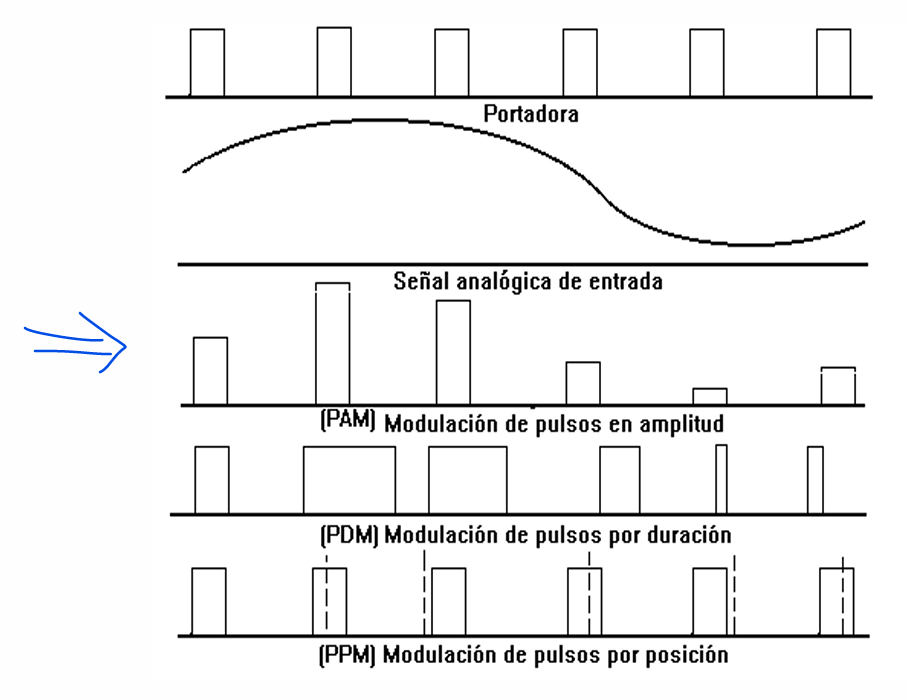 Portadora
Señal analógica de entrada
(PAM) Modulación de pulsos en amplitud
(PDM) Modulación de pulsos por duración
(PPM) Modulación de pulsos por posición